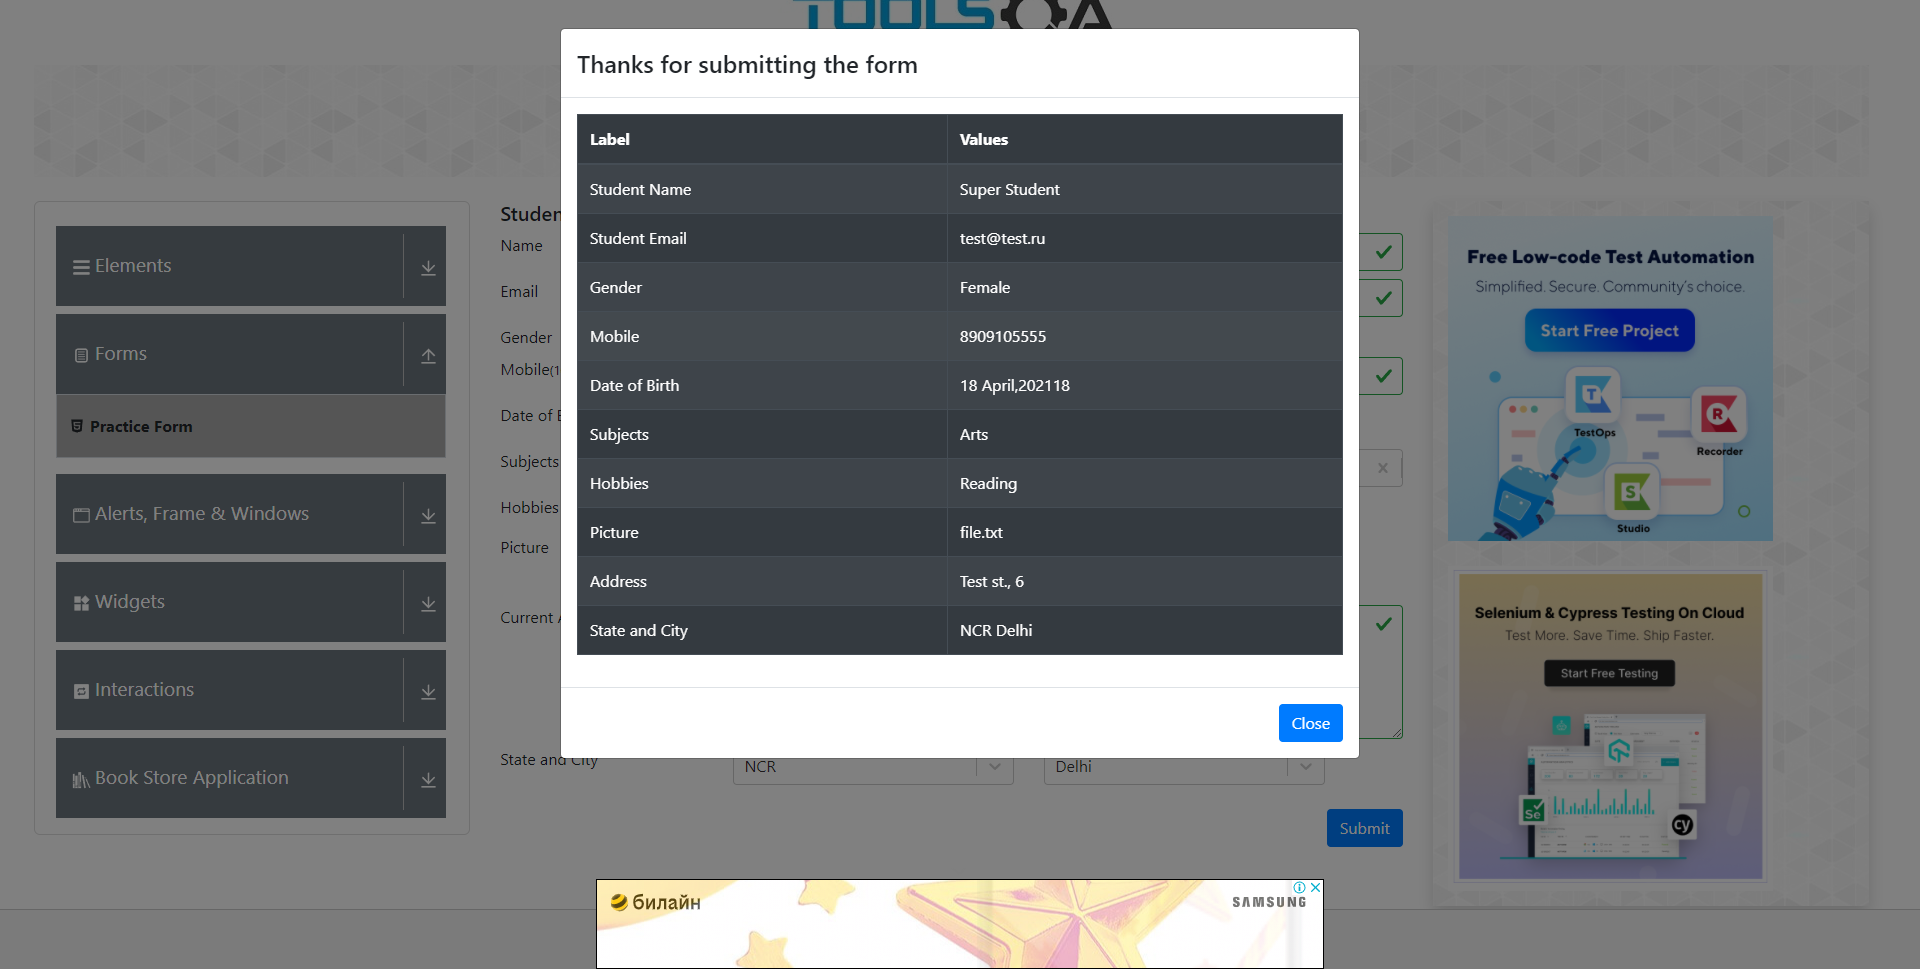 TOOLSQA
Thanks for submitting the form
Label Values
Student Name Super Student
Student Email test@test.ru
Gender Female
Mobile 8909105555
Date of Birth 18 April,202118
Subjects Arts
Hobbies Reading
Picture file.txt
Address Test st., 6
State and City NCR Delhi
Close
Elements
Forms
Practice Form
Alerts, Frame & Windows
Widgets
Interactions
Book Store Application
Studen
Name
Email
Gender
Mobile(1
Date of B
Subjects
Hobbies
Picture
Current A
State and City
NCR
Delhi
Submit
Free Low-code Test Automation
Simplified. Secure. Community's choice.
Start Free Project
T
TestOps
R
Recorder
S
Studio
Selenium & Cypress Testing On Cloud
Test More. Save Time. Ship Faster.
Start Free Testing
Se
cy
билайн
SAMSUNG